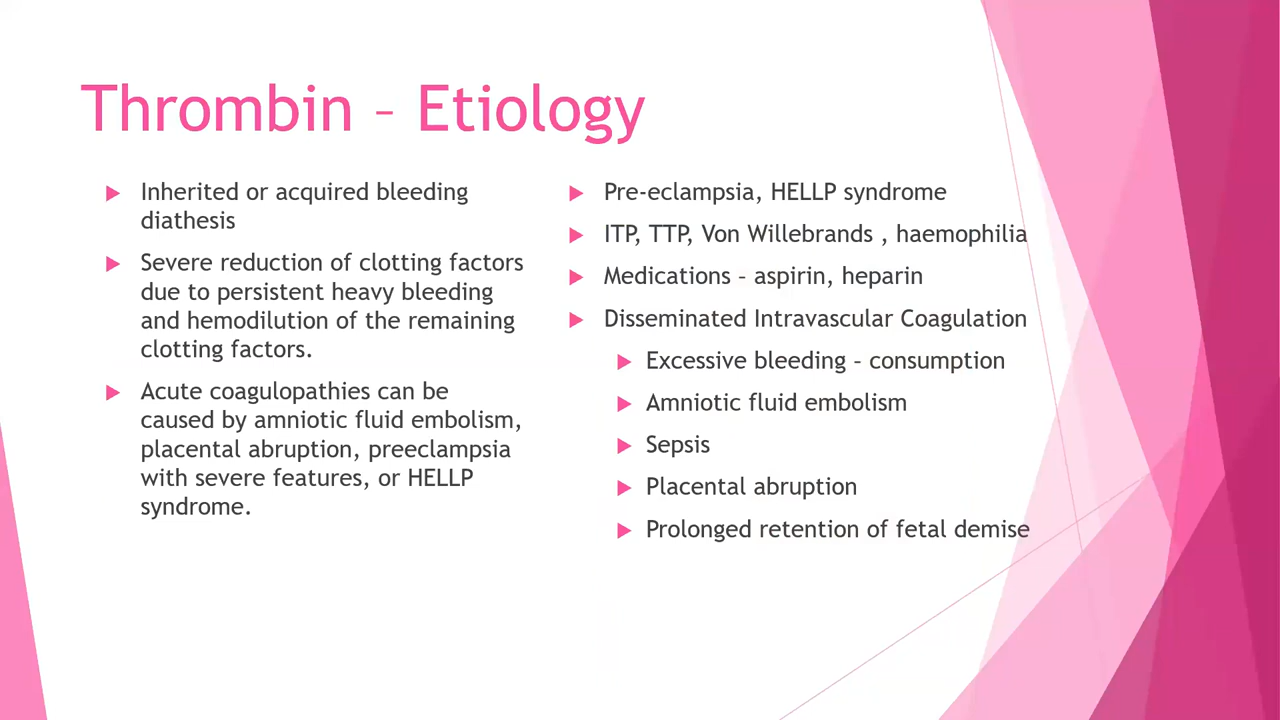 Thrombin – Etiology
Inherited or acquired bleeding
diathesis
Severe reduction of clotting factors
due to persistent heavy bleeding
and hemodilution of the remaining
clotting factors.
Acute coagulopathies can be
caused by amniotic fluid embolism,
placental abruption, preeclampsia
with severe features, or HELLP
syndrome.
Pre-eclampsia, HELLP syndrome
ITP, TTP, Von Willebrands , haemophilia
Medications – aspirin, heparin
Disseminated Intravascular Coagulation
Excessive bleeding – consumption
Amniotic fluid embolism
Sepsis
Placental abruption
Prolonged retention of fetal demise